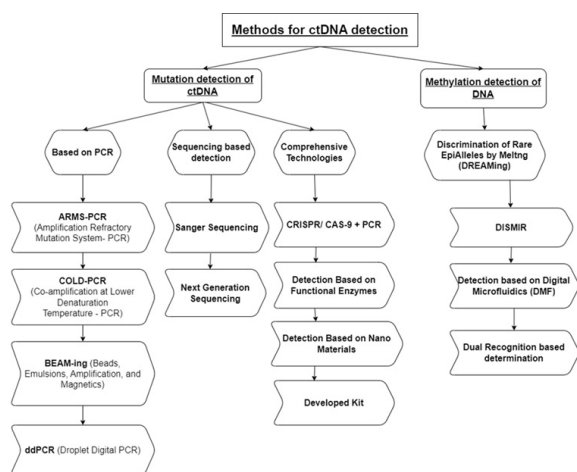 Methods for ctDNA detection
Mutation detection of
ctDNA
Methylation detection of
DNA
Based on PCR
Sequencing based
detection
Comprehensive
Technologies
Discrimination of Rare
EpiAlleles by Meltng
(DREAMing)
ARMS-PCR
(Amplification Refractory
Mutation System- PCR)
Sanger Sequencing
CRISPR/ CAS-9 + PCR
DISMIR
COLD-PCR
(Co-amplification at Lower
Denaturation
Temperature - PCR)
Next Generation
Sequencing
Detection Based on
Functional Enzymes
Detection based on Digital
Microfluidics (DMF)
BEAM-ing (Beads,
Emulsions, Amplification, and
Magnetics)
Detection Based on Nano
Materials
Dual Recognition based
determination
Developed Kit
ddPCR (Droplet Digital PCR)